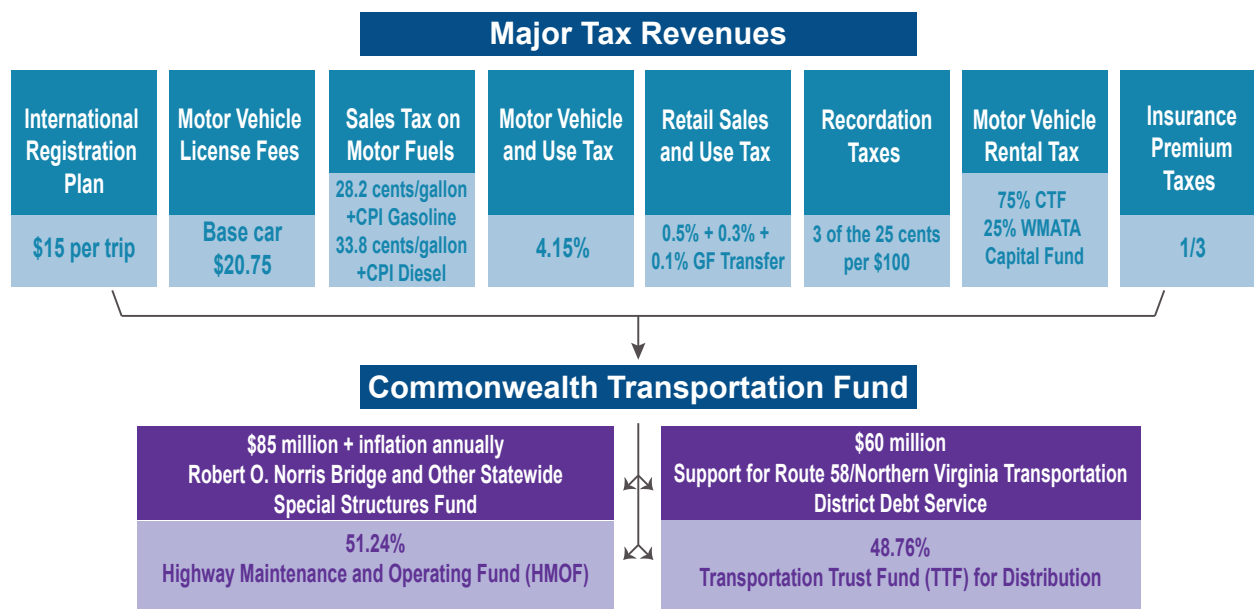 Major Tax Revenues
International
Registration
Plan
$15 per trip
Motor Vehicle
License Fees
Base car
$20.75
Sales Tax on
Motor Fuels
28.2 cents/gallon
+CPI Gasoline
33.8 cents/gallon
+CPI Diesel
Motor Vehicle
and Use Tax
4.15%
Retail Sales
and Use Tax
0.5% + 0.3% +
0.1% GF Transfer
Recordation
Taxes
3 of the 25 cents
per $100
Motor Vehicle
Rental Tax
75% CTF
25% WMATA
Capital Fund
Insurance
Premium
Taxes
1/3
Commonwealth Transportation Fund
$85 million + inflation annually
Robert O. Norris Bridge and Other Statewide
Special Structures Fund
$60 million
Support for Route 58/Northern Virginia Transportation
District Debt Service
51.24%
Highway Maintenance and Operating Fund (HMOF)
48.76%
Transportation Trust Fund (TTF) for Distribution